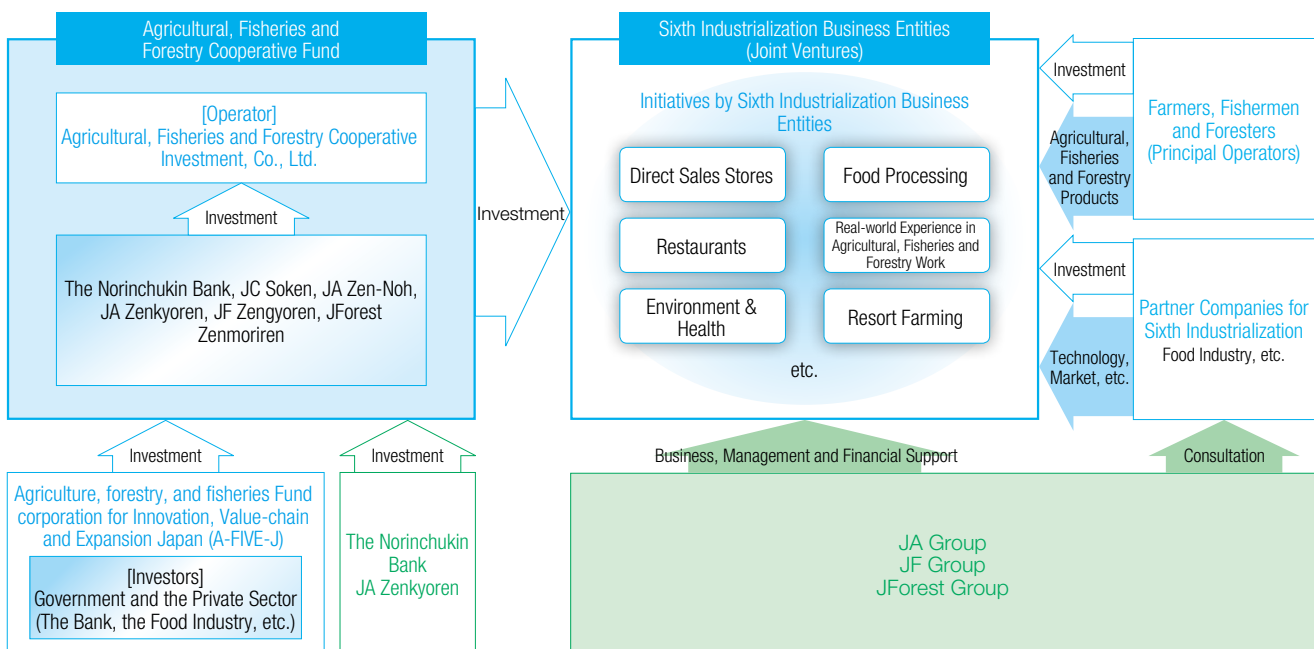 Agricultural, Fisheries and
Forestry Cooperative Fund
[Operator]
Agricultural, Fisheries and Forestry Cooperative
Investment, Co., Ltd.
Investment
The Norinchukin Bank, JC Soken, JA Zen-Noh,
JA Zenkyoren, JF Zengyoren, JForest
Zenmoriren
Investment
Sixth Industrialization Business Entities
(Joint Ventures)
Initiatives by Sixth Industrialization Business
Entities
Direct Sales Stores
Food Processing
Restaurants
Real-world Experience in
Agricultural, Fisheries and
Forestry Work
Environment &
Health
Resort Farming
etc.
Investment
Agricultural,
Fisheries
and Forestry
Products
Farmers, Fishermen
and Foresters
(Principal Operators)
Investment
Technology,
Market, etc.
Partner Companies for
Sixth Industrialization
Food Industry, etc.
Investment
Investment
Business, Management and Financial Support
Consultation
Agriculture, forestry, and fisheries Fund
corporation for Innovation, Value-chain
and Expansion Japan (A-FIVE-J)
[Investors]
Government and the Private Sector
(The Bank, the Food Industry, etc.)
The Norinchukin
Bank
JA Zenkyoren
JA Group
JF Group
JForest Group